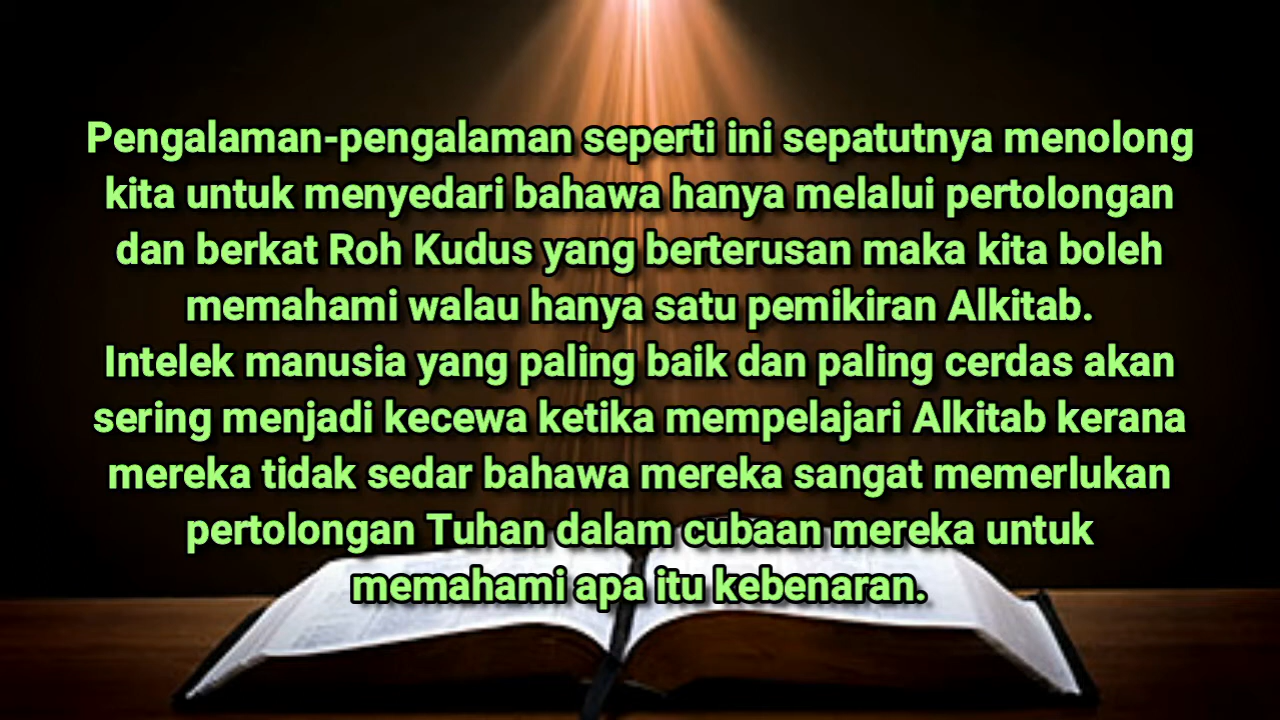 Pengalaman-pengalaman seperti ini sepatutnya menolong
kita untuk menyedari bahawa hanya melalui pertolongan
dan berkat Roh Kudus yang berterusan maka kita boleh
memahami walau hanya satu pemikiran Alkitab.
Intelek manusia yang paling baik dan paling cerdas akan
sering menjadi kecewa ketika mempelajari Alkitab kerana
mereka tidak sedar bahawa mereka sangat memerlukan
pertolongan Tuhan dalam cubaan mereka untuk
memahami apa itu kebenaran.